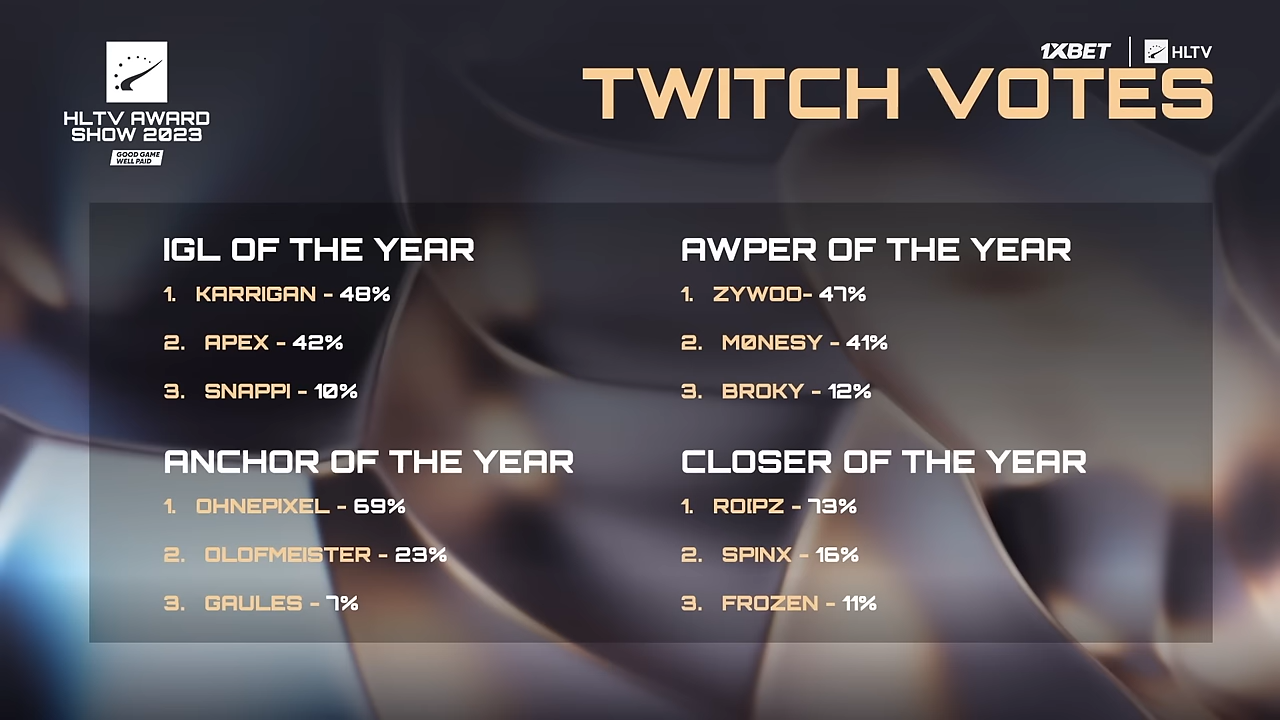 1XBET | HLTV
TWITCH VOTES
HLTV AWARD
SHOW 2023
GOOD GAME
WELL PAID
IGL OF THE YEAR
1. KARRIGAN - 48%
2. APEX - 42%
3. SNAPPI - 10%
AWPER OF THE YEAR
1. ZYWOO- 47%
2. M0NESY - 41%
3. BROKY - 12%
ANCHOR OF THE YEAR
1. OHNEPIXEL - 69%
2. OLOFMEISTER - 23%
3. GAULES - 7%
CLOSER OF THE YEAR
1. ROIPZ - 73%
2. SPINX - 16%
3. FROZEN - 11%